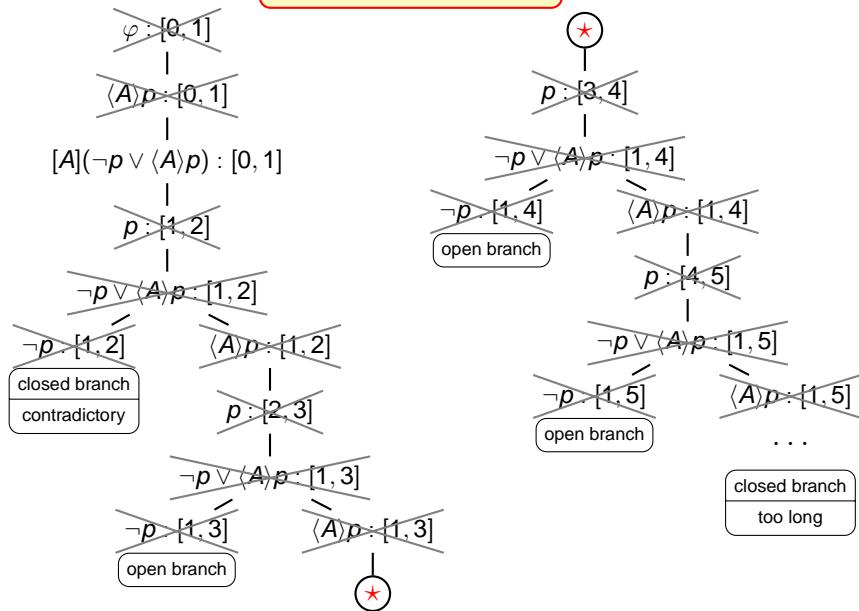 φ : [0, 1]
⟨A⟩p : [0, 1]
[A](¬p ∨ ⟨A⟩p) : [0, 1]
p : [1, 2]
¬p ∨ ⟨A⟩p : [1, 2]
¬p : [1, 2]
⟨A⟩p : [1, 2]
closed branch
contradictory
p : [2, 3]
¬p ∨ ⟨A⟩p : [1, 3]
¬p : [1, 3]
⟨A⟩p : [1, 3]
open branch
⋆
⋆
p : [3, 4]
¬p ∨ ⟨A⟩p : [1, 4]
¬p : [1, 4]
⟨A⟩p : [1, 4]
open branch
p : [4, 5]
¬p ∨ ⟨A⟩p : [1, 5]
¬p : [1, 5]
⟨A⟩p : [1, 5]
open branch
. . .
closed branch
too long